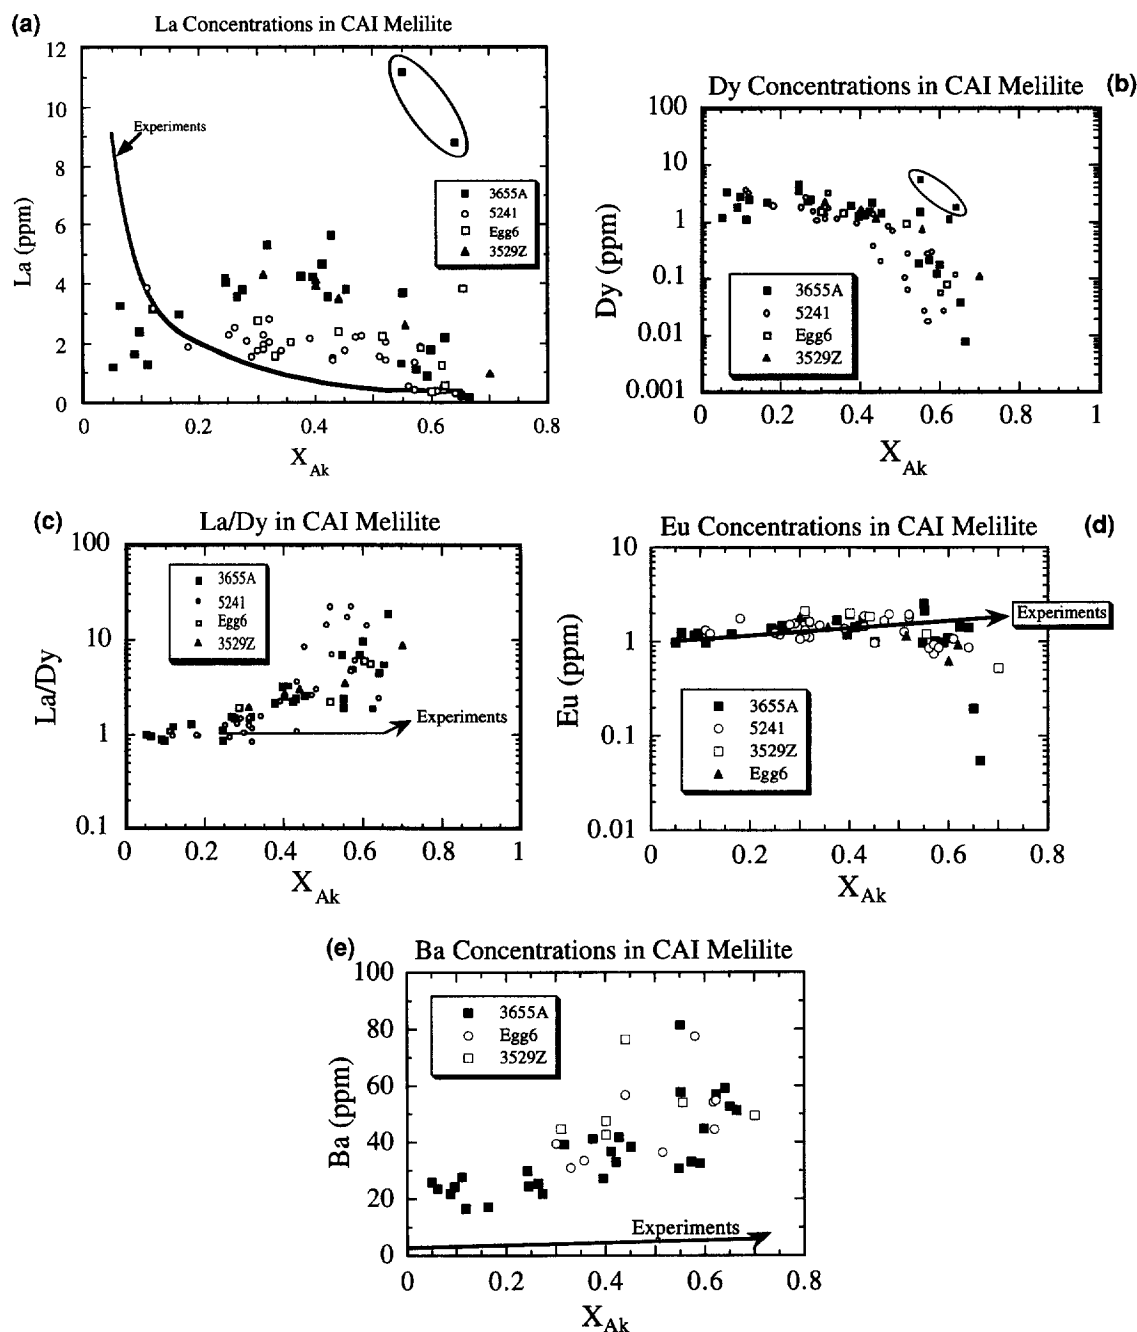 (a)
La Concentrations in CAI Melilite
12
10
8
6
4
2
0
La (ppm)
Experiments
3655A
5241
Egg6
3529Z
0
0.2
0.4
0.6
0.8
X_Ak
Dy Concentrations in CAI Melilite
(b)
100
10
1
0.1
0.01
0.001
Dy (ppm)
3655A
5241
Egg6
3529Z
0
0.2
0.4
0.6
0.8
1
X_Ak
(c)
La/Dy in CAI Melilite
100
10
1
0.1
La/Dy
3655A
5241
Egg6
3529Z
Experiments
0
0.2
0.4
0.6
0.8
1
X_Ak
Eu Concentrations in CAI Melilite
(d)
10
1
0.1
0.01
Eu (ppm)
Experiments
3655A
5241
3529Z
Egg6
0
0.2
0.4
0.6
0.8
X_Ak
(e)
Ba Concentrations in CAI Melilite
100
80
60
40
20
0
Ba (ppm)
3655A
Egg6
3529Z
Experiments
0
0.2
0.4
0.6
0.8
X_Ak